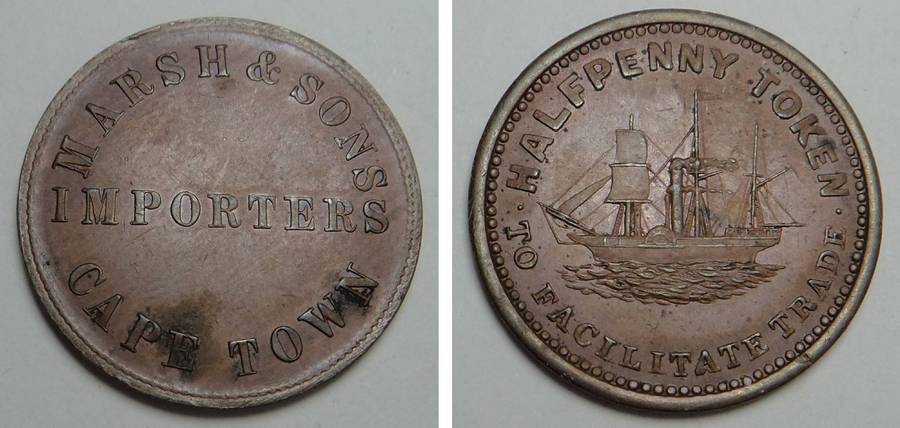 MARSH & SONS
IMPORTERS
CAPE TOWN
HALFPENNY TOKEN
· TO FACILITATE TRADE ·